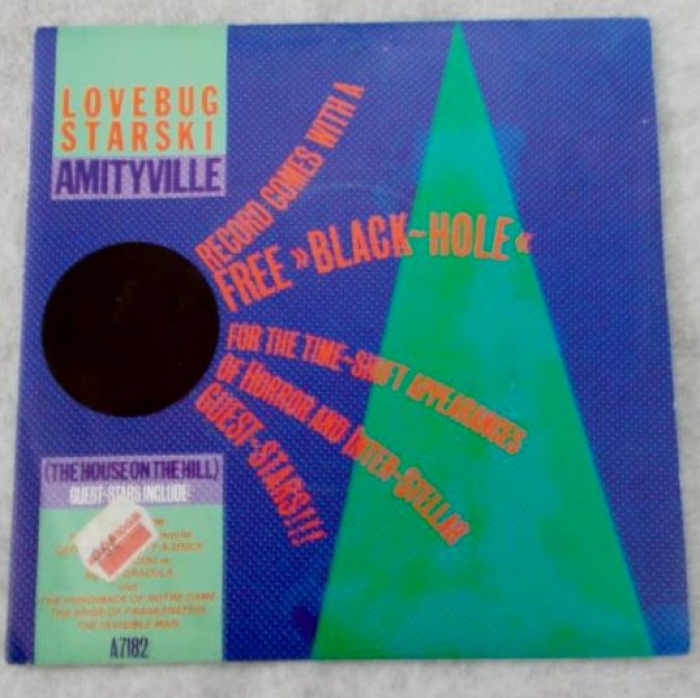 LOVEBUG
STARSKI
AMITYVILLE
RECORD COMES WITH A
FREE »BLACK-HOLE«
FOR THE TIME-SHIFT APPEARANCES
OF HORROR AND INTER-STELLAR
GUEST-STARS!!!
(THE HOUSE ON THE HILL)
GUEST-STARS INCLUDE:
SPOCK
DRACULA
THE HUNCHBACK OF NOTRE DAME
THE BRIDE OF FRANKENSTEIN
THE INVISIBLE MAN
A7182